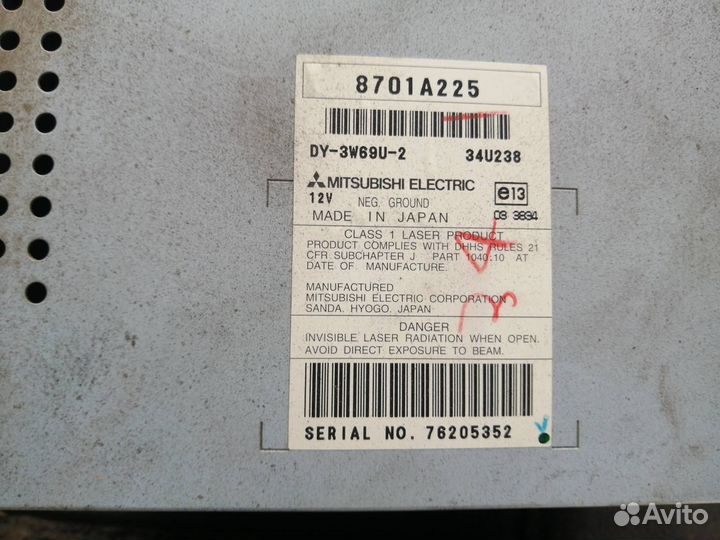 8701A225
DY-3W69U-2 34U238
MITSUBISHI ELECTRIC e13
12V NEG. GROUND
MADE IN JAPAN 03 3834
CLASS 1 LASER PRODUCT
PRODUCT COMPLIES WITH DHHS RULES 21
CFR SUBCHAPTER J PART 1040:10 AT
DATE OF MANUFACTURE.
MANUFACTURED
MITSUBISHI ELECTRIC CORPORATION
SANDA. HYOGO. JAPAN
DANGER
INVISIBLE LASER RADIATION WHEN OPEN.
AVOID DIRECT EXPOSURE TO BEAM.
SERIAL NO. 76205352
Avito